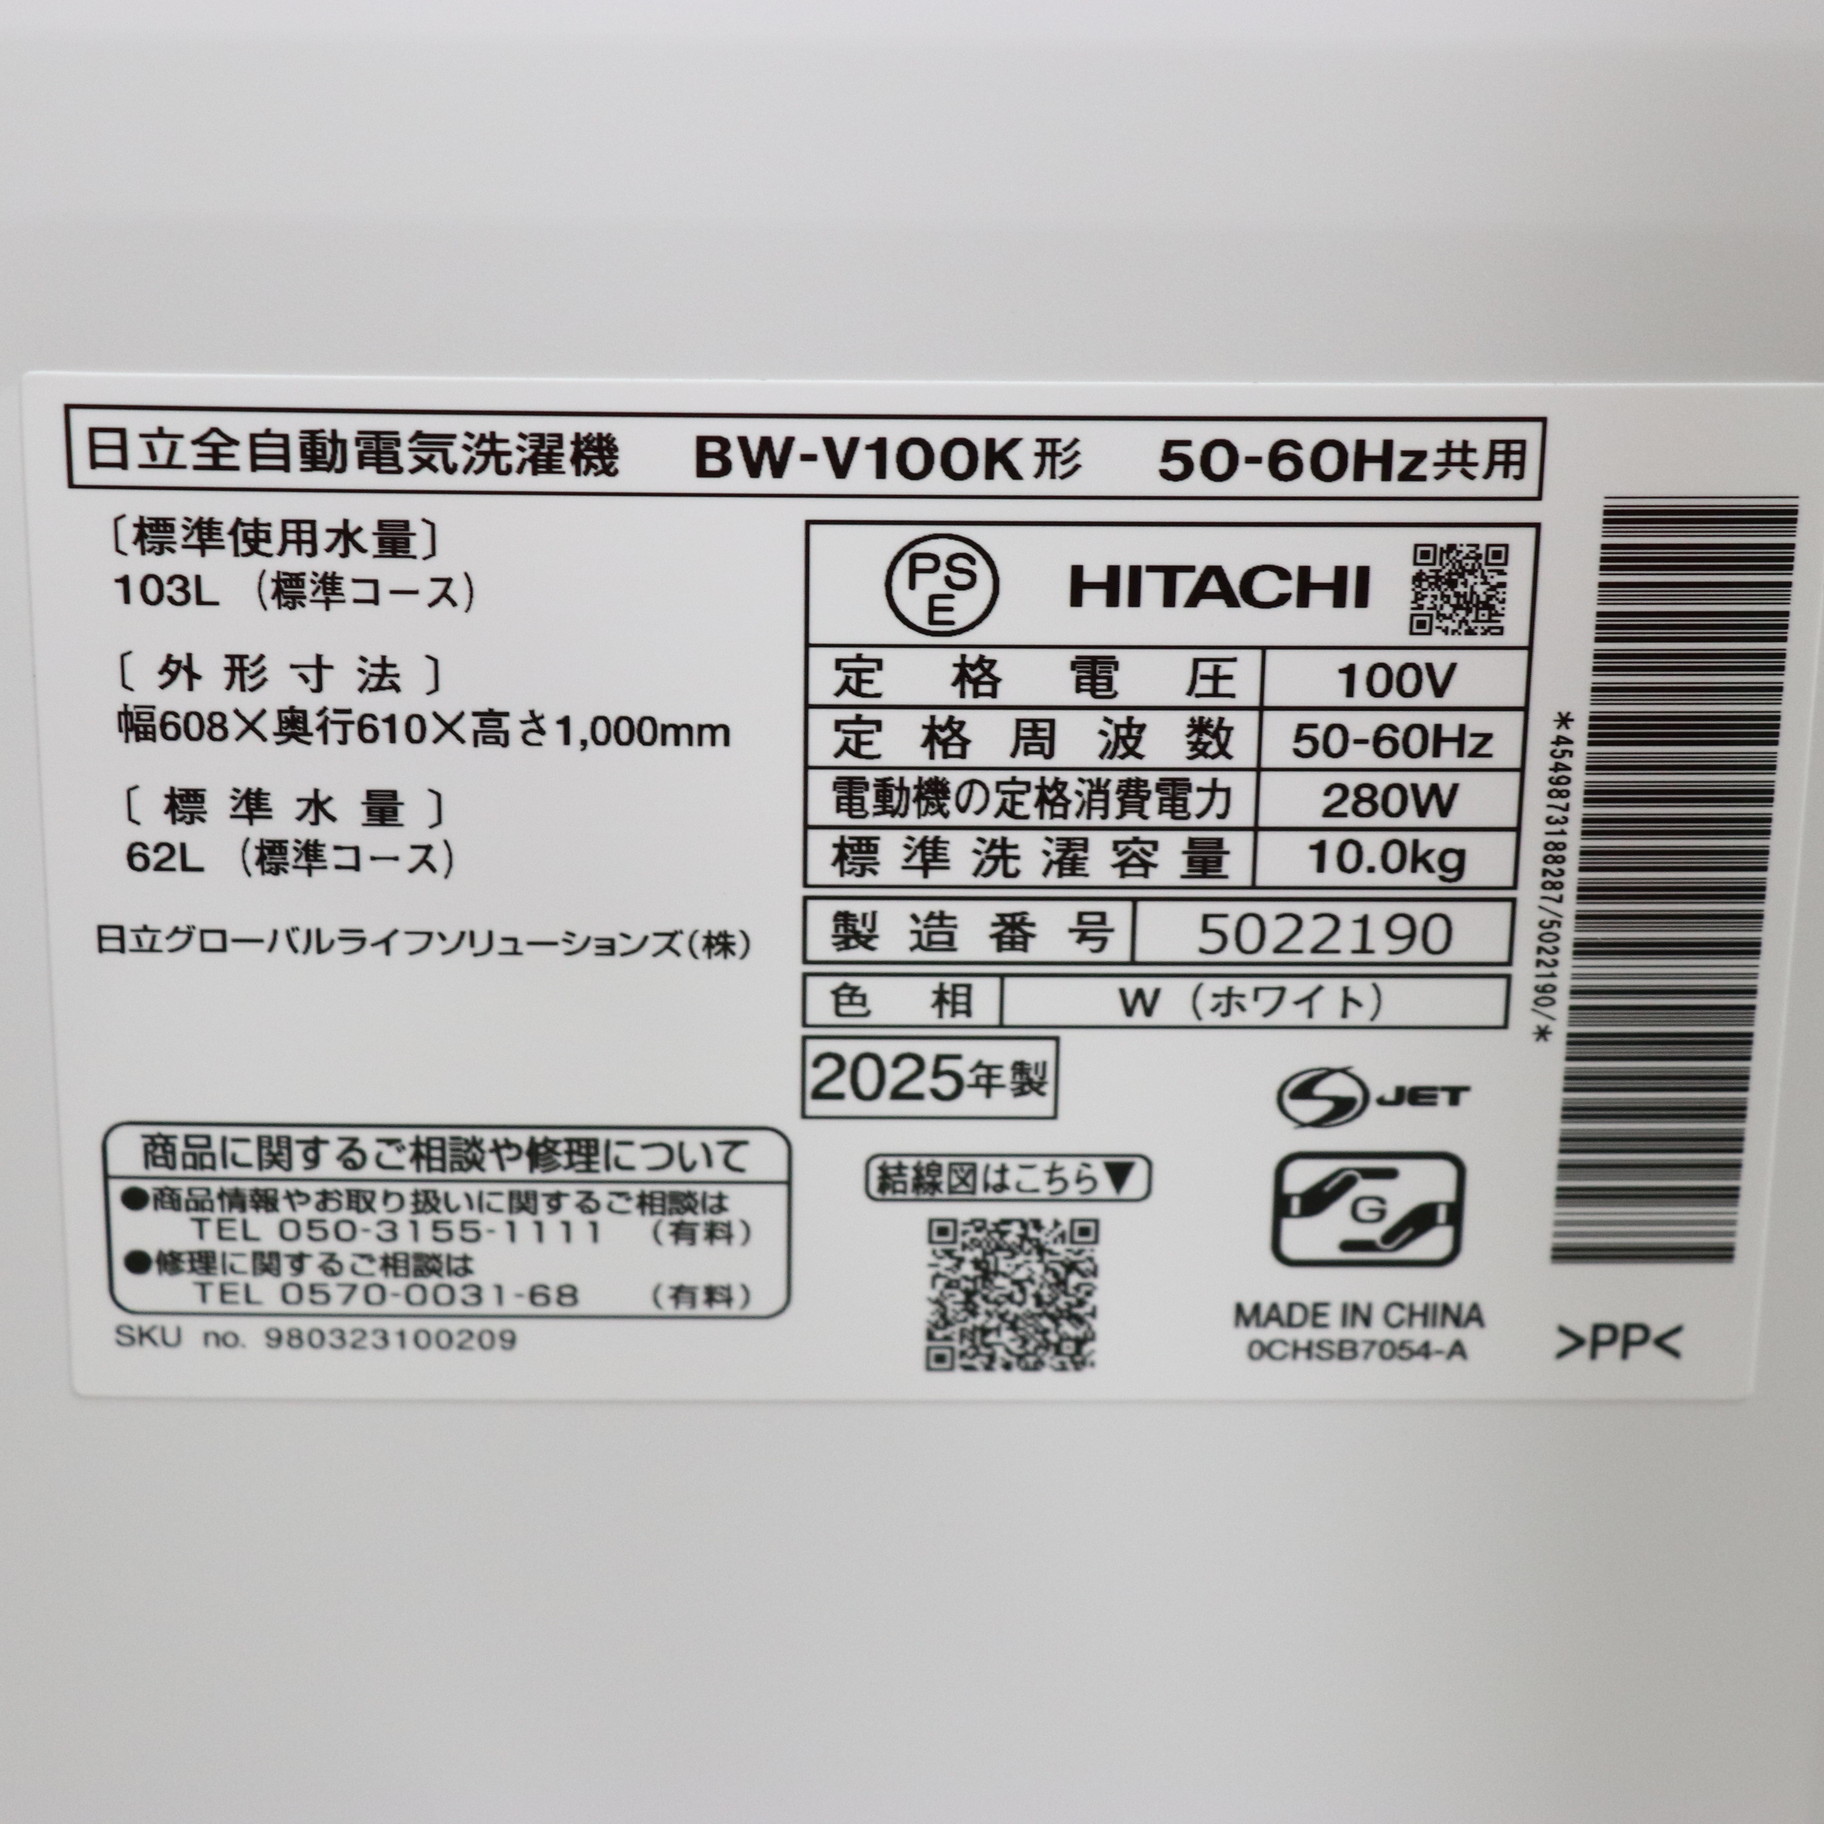 日立全自動電気洗濯機 BW-V100K形 50-60Hz共用
〔標準使用水量〕
103L (標準コース)
〔外形寸法〕
幅608×奥行610×高さ1,000mm
〔標準水量〕
62L (標準コース)
日立グローバルライフソリューションズ(株)
PS
E
HITACHI
定格電圧 100V
定格周波数 50-60Hz
電動機の定格消費電力 280W
標準洗濯容量 10.0kg
製造番号 5022190
色相 W (ホワイト)
2025年製
商品に関するご相談や修理について
●商品情報やお取り扱いに関するご相談は
TEL 050-3155-1111 (有料)
●修理に関するご相談は
TEL 0570-0031-68 (有料)
SKU no. 980323100209
結線図はこちら▼
S JET
G
MADE IN CHINA
0CHSB7054-A
>PP<
*4549873188287/5022190/*